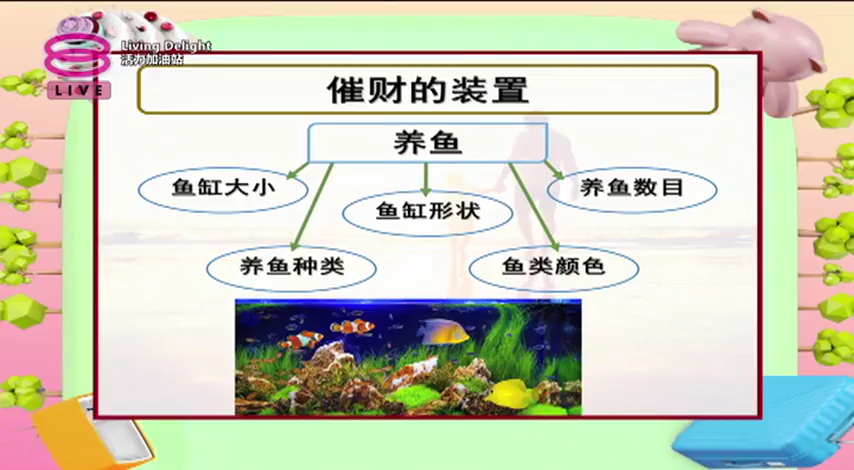 Living Delight
活力加油站
LIVE
催财的装置
养鱼
鱼缸大小
养鱼数目
鱼缸形状
养鱼种类
鱼类颜色